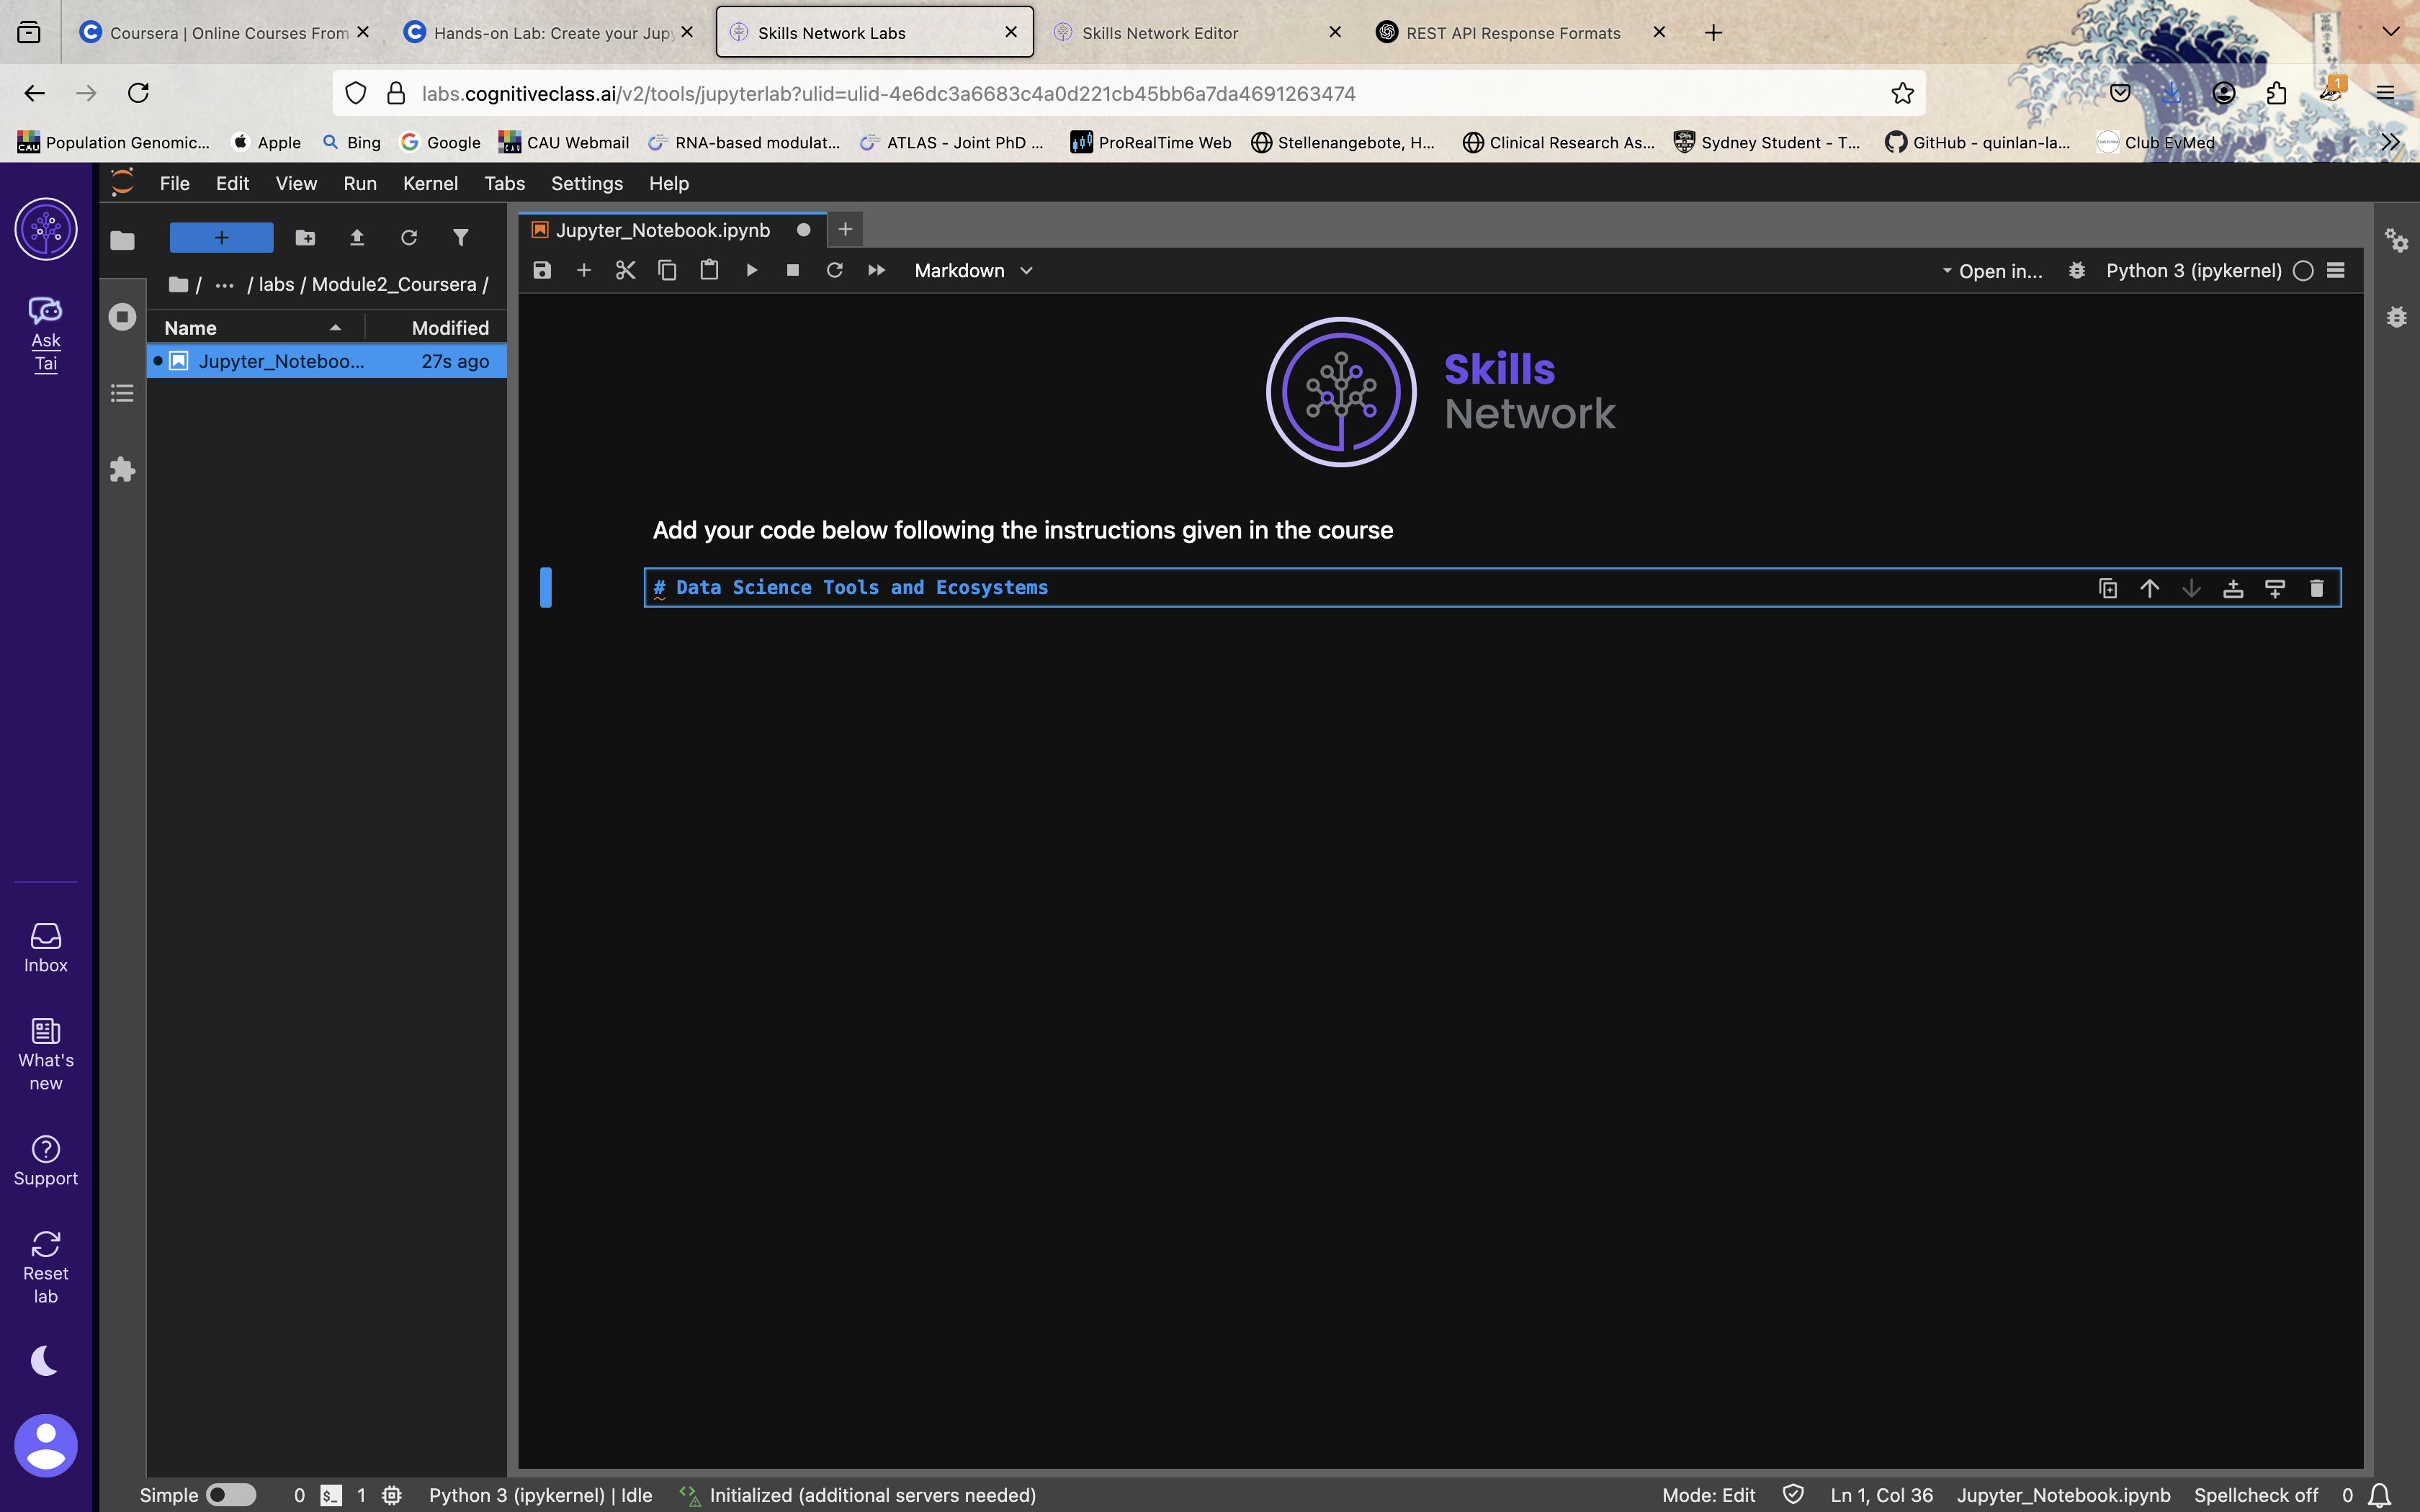 Coursera | Online Courses From
Hands-on Lab: Create your Jupy
Skills Network Labs
Skills Network Editor
REST API Response Formats
labs.cognitiveclass.ai/v2/tools/jupyterlab?ulid=ulid-4e6dc3a6683c4a0d221cb45bb6a7da4691263474
1
Population Genomic...
Apple
Bing
Google
CAU Webmail
RNA-based modulat...
ATLAS - Joint PhD ...
ProRealTime Web
Stellenangebote, H...
Clinical Research As...
Sydney Student - T...
GitHub - quinlan-la...
Club EvMed
File Edit View Run Kernel Tabs Settings Help
Ask
Tai
/ ... / labs / Module2_Coursera /
Name Modified
Jupyter_Noteboo... 27s ago
Jupyter_Notebook.ipynb
Markdown
Open in...
Python 3 (ipykernel)
Skills
Network
Add your code below following the instructions given in the course
# Data Science Tools and Ecosystems
Inbox
What's
new
Support
Reset
lab
Simple 0 $_ 1 Python 3 (ipykernel) | Idle Initialized (additional servers needed) Mode: Edit Ln 1, Col 36 Jupyter_Notebook.ipynb Spellcheck off 0